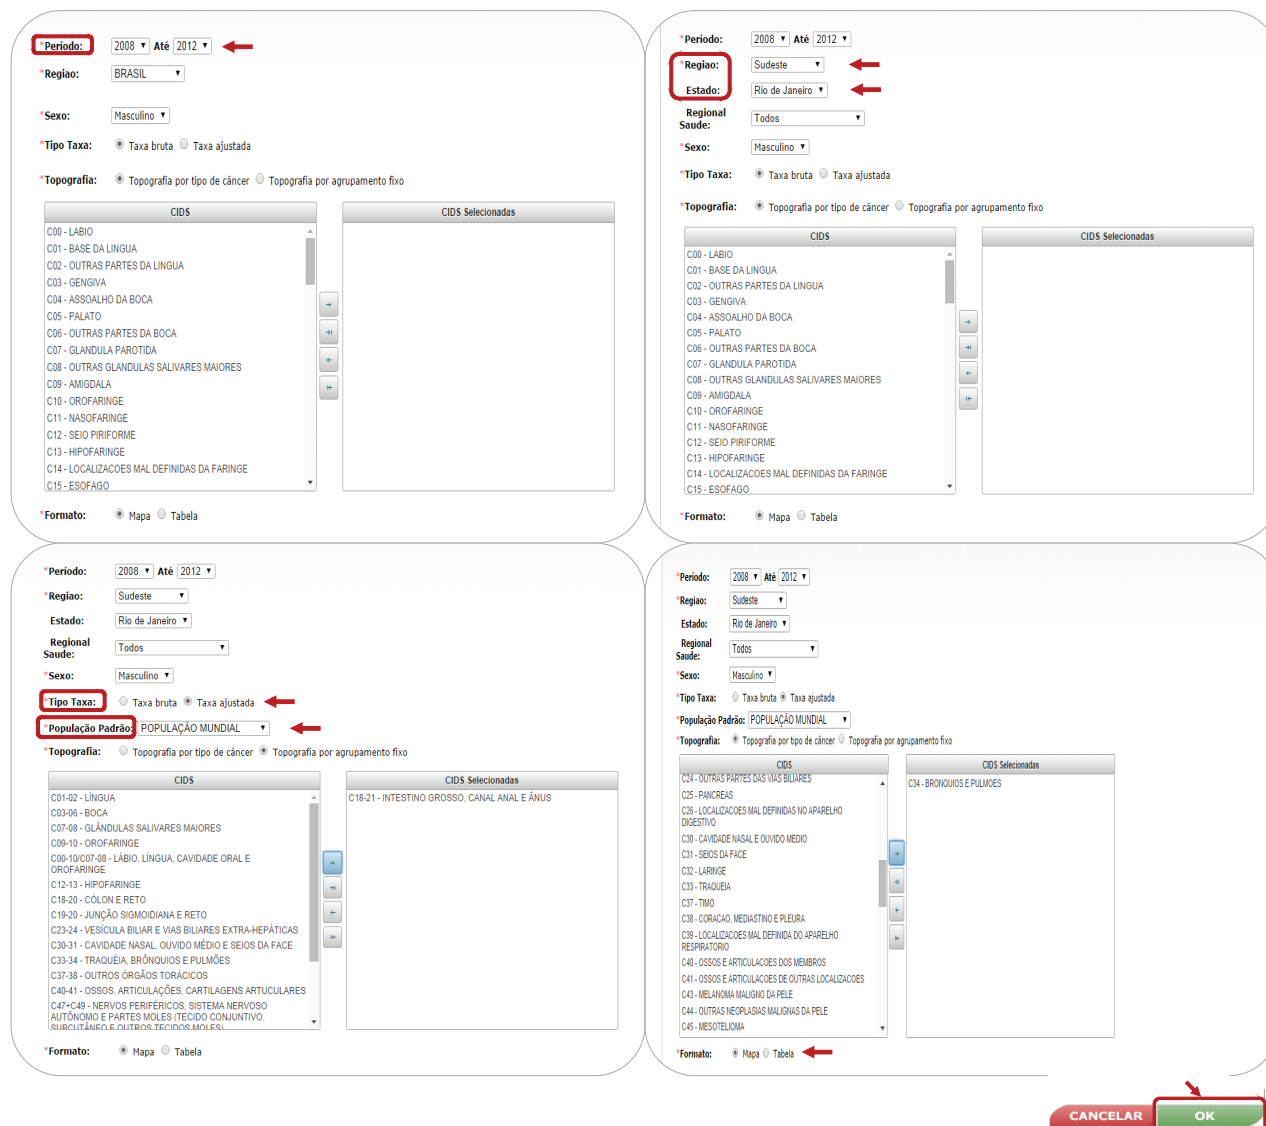 *Período: 2008 Até 2012
*Regiao: BRASIL
*Sexo: Masculino
*Tipo Taxa: Taxa bruta Taxa ajustada
*Topografia: Topografia por tipo de câncer Topografia por agrupamento fixo
CIDS CIDS Selecionadas
C00 - LABIO
C01 - BASE DA LINGUA
C02 - OUTRAS PARTES DA LINGUA
C03 - GENGIVA
C04 - ASSOALHO DA BOCA
C05 - PALATO
C06 - OUTRAS PARTES DA BOCA
C07 - GLANDULA PAROTIDA
C08 - OUTRAS GLANDULAS SALIVARES MAIORES
C09 - AMIGDALA
C10 - OROFARINGE
C11 - NASOFARINGE
C12 - SEIO PIRIFORME
C13 - HIPOFARINGE
C14 - LOCALIZACOES MAL DEFINIDAS DA FARINGE
C15 - ESOFAGO
*Formato: Mapa Tabela
*Período: 2008 Até 2012
*Regiao: Sudeste
Estado: Rio de Janeiro
Regional
Saude: Todos
*Sexo: Masculino
*Tipo Taxa: Taxa bruta Taxa ajustada
*Topografia: Topografia por tipo de câncer Topografia por agrupamento fixo
CIDS CIDS Selecionadas
C00 - LABIO
C01 - BASE DA LINGUA
C02 - OUTRAS PARTES DA LINGUA
C03 - GENGIVA
C04 - ASSOALHO DA BOCA
C05 - PALATO
C06 - OUTRAS PARTES DA BOCA
C07 - GLANDULA PAROTIDA
C08 - OUTRAS GLANDULAS SALIVARES MAIORES
C09 - AMIGDALA
C10 - OROFARINGE
C11 - NASOFARINGE
C12 - SEIO PIRIFORME
C13 - HIPOFARINGE
C14 - LOCALIZACOES MAL DEFINIDAS DA FARINGE
C15 - ESOFAGO
*Formato: Mapa Tabela
*Período: 2008 Até 2012
*Regiao: Sudeste
Estado: Rio de Janeiro
Regional
Saude: Todos
*Sexo: Masculino
*Tipo Taxa: Taxa bruta Taxa ajustada
*População Padrão: POPULAÇÃO MUNDIAL
*Topografia: Topografia por tipo de câncer Topografia por agrupamento fixo
CIDS CIDS Selecionadas
C01-02 - LÍNGUA C18-21 - INTESTINO GROSSO, CANAL ANAL E ÂNUS
C03-06 - BOCA
C07-08 - GLÂNDULAS SALIVARES MAIORES
C09-10 - OROFARINGE
C00-10/C07-08 - LÁBIO, LÍNGUA, CAVIDADE ORAL E
OROFARINGE
C12-13 - HIPOFARINGE
C18-20 - CÓLON E RETO
C19-20 - JUNÇÃO SIGMOIDIANA E RETO
C23-24 - VESÍCULA BILIAR E VIAS BILIARES EXTRA-HEPÁTICAS
C30-31 - CAVIDADE NASAL, OUVIDO MÉDIO E SEIOS DA FACE
C33-34 - TRAQUÉIA, BRÔNQUIOS E PULMÕES
C37-38 - OUTROS ÓRGÃOS TORÁCICOS
C40-41 - OSSOS, ARTICULAÇÕES, CARTILAGENS ARTUCULARES
C47+C49 - NERVOS PERIFÉRICOS, SISTEMA NERVOSO
AUTÔNOMO E PARTES MOLES (TECIDO CONJUNTIVO,
SUBCUTÂNEO E OUTROS TECIDOS MOLES)
*Formato: Mapa Tabela
*Período: 2008 Até 2012
*Regiao: Sudeste
Estado: Rio de Janeiro
Regional
Saude: Todos
*Sexo: Masculino
*Tipo Taxa: Taxa bruta Taxa ajustada
*População Padrão: POPULAÇÃO MUNDIAL
*Topografia: Topografia por tipo de câncer Topografia por agrupamento fixo
CIDS CIDS Selecionadas
C24 - OUTRAS PARTES DAS VIAS BILIARES C34 - BRONQUIOS E PULMOES
C25 - PANCREAS
C26 - LOCALIZACOES MAL DEFINIDAS NO APARELHO
DIGESTIVO
C30 - CAVIDADE NASAL E OUVIDO MEDIO
C31 - SEIOS DA FACE
C32 - LARINGE
C33 - TRAQUEIA
C37 - TIMO
C38 - CORACAO, MEDIASTINO E PLEURA
C39 - LOCALIZACOES MAL DEFINIDA DO APARELHO
RESPIRATORIO
C40 - OSSOS E ARTICULACOES DOS MEMBROS
C41 - OSSOS E ARTICULACOES DE OUTRAS LOCALIZACOES
C43 - MELANOMA MALIGNO DA PELE
C44 - OUTRAS NEOPLASIAS MALIGNAS DA PELE
C45 - MESOTELIOMA
*Formato: Mapa Tabela
CANCELAR OK